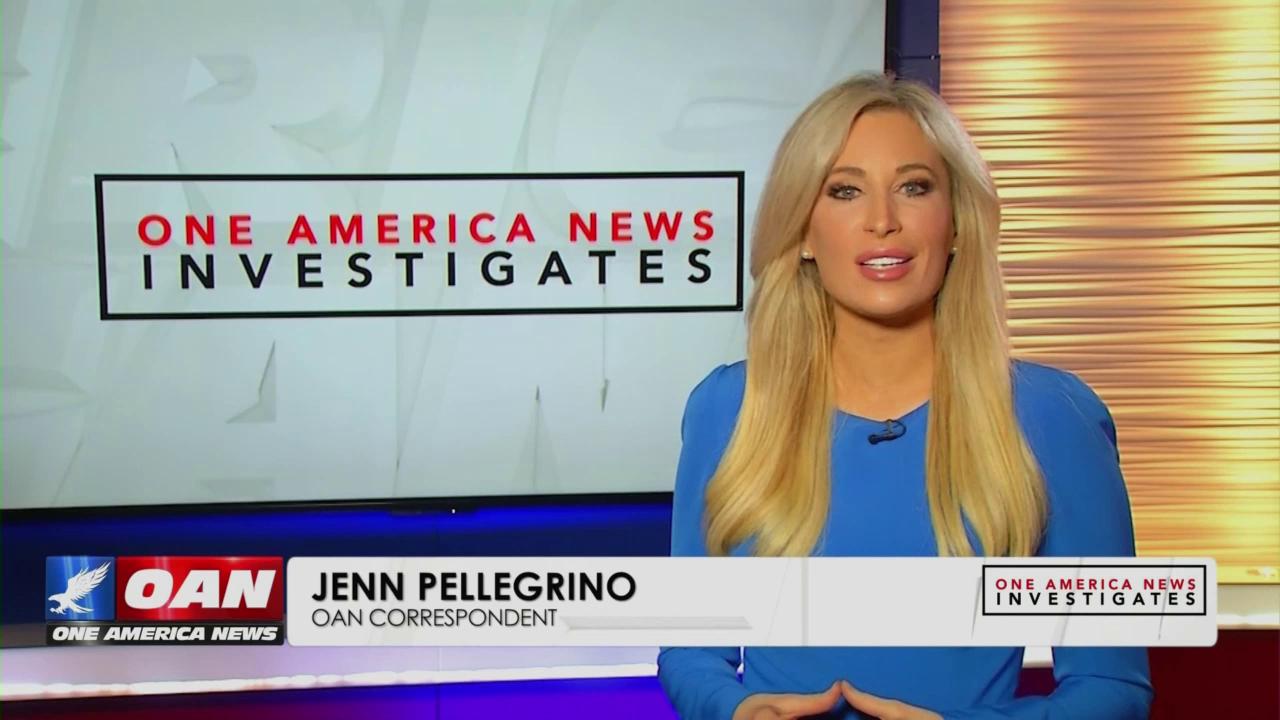 ONE AMERICA NEWS
INVESTIGATES
OAN
ONE AMERICA NEWS
JENN PELLEGRINO
OAN CORRESPONDENT
ONE AMERICA NEWS
INVESTIGATES